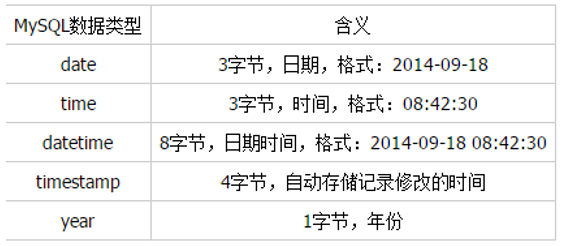 MySQL数据类型 含义
date 3字节，日期，格式：2014-09-18
time 3字节，时间，格式：08:42:30
datetime 8字节，日期时间，格式：2014-09-18 08:42:30
timestamp 4字节，自动存储记录修改的时间
year 1字节，年份